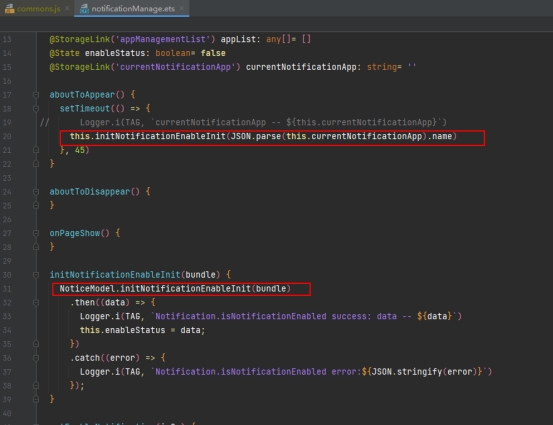 commons.js × notificationManage.ets ×
13 @StorageLink('appManagementList') appList: any[]= []
14 @State enableStatus: boolean= false
15 @StorageLink('currentNotificationApp') currentNotificationApp: string= ''
16
17 aboutToAppear() {
18 setTimeout(() => {
19 // Logger.i(TAG, `currentNotificationApp -- ${this.currentNotificationApp}`)
20 this.initNotificationEnableInit(JSON.parse(this.currentNotificationApp).name)
21 }, 45)
22 }
23
24 aboutToDisappear() {
25 }
26
27 onPageShow() {
28 }
29
30 initNotificationEnableInit(bundle) {
31 NoticeModel.initNotificationEnableInit(bundle)
32 .then((data) => {
33 Logger.i(TAG, `Notification.isNotificationEnabled success: data -- ${data}`)
34 this.enableStatus = data;
35 })
36 .catch((error) => {
37 Logger.i(TAG, `Notification.isNotificationEnabled error:${JSON.stringify(error)}`)
38 });
39 }
40